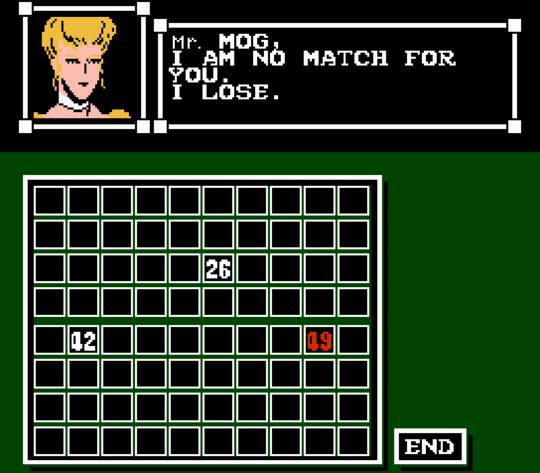 Mr. MOG,
I AM NO MATCH FOR
YOU.
I LOSE.
26
42 49
END